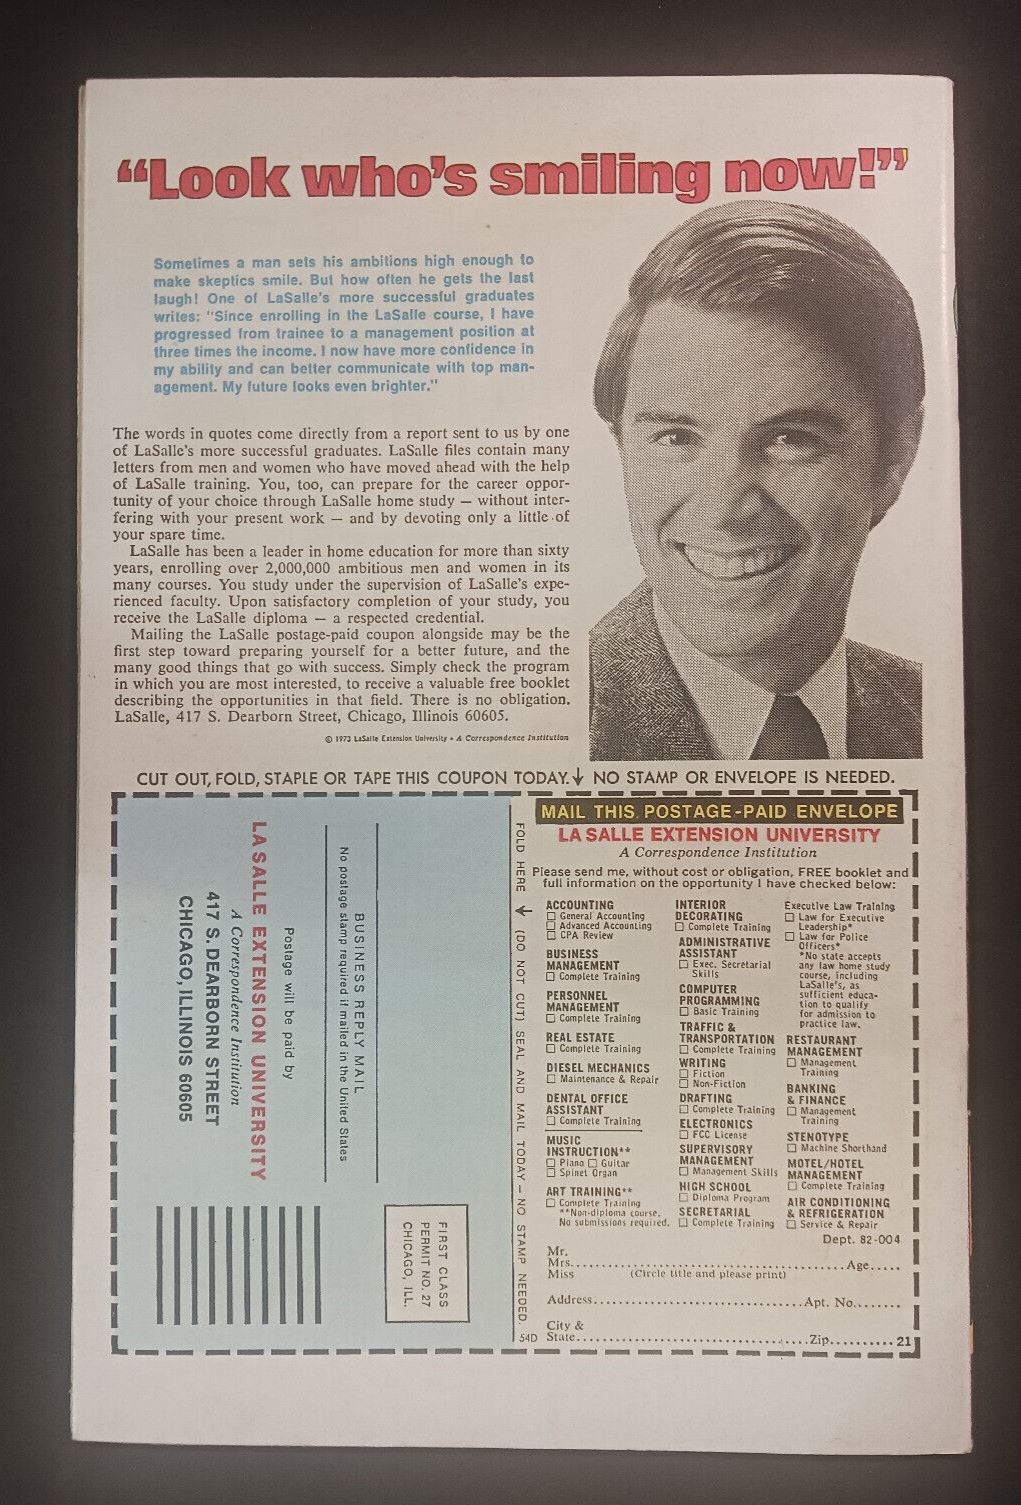 “Look who’s smiling now!”
Sometimes a man sets his ambitions high enough to
make skeptics smile. But how often he gets the last
laugh! One of LaSalle's more successful graduates
writes: "Since enrolling in the LaSalle course, I have
progressed from trainee to a management position at
three times the income. I now have more confidence in
my ability and can better communicate with top man-
agement. My future looks even brighter."
The words in quotes come directly from a report sent to us by one
of LaSalle's more successful graduates. LaSalle files contain many
letters from men and women who have moved ahead with the help
of LaSalle training. You, too, can prepare for the career oppor-
tunity of your choice through LaSalle home study — without inter-
fering with your present work — and by devoting only a little of
your spare time.
LaSalle has been a leader in home education for more than sixty
years, enrolling over 2,000,000 ambitious men and women in its
many courses. You study under the supervision of LaSalle's expe-
rienced faculty. Upon satisfactory completion of your study, you
receive the LaSalle diploma — a respected credential.
Mailing the LaSalle postage-paid coupon alongside may be the
first step toward preparing yourself for a better future, and the
many good things that go with success. Simply check the program
in which you are most interested, to receive a valuable free booklet
describing the opportunities in that field. There is no obligation.
LaSalle, 417 S. Dearborn Street, Chicago, Illinois 60605.
© 1973 LaSalle Extension University • A Correspondence Institution
CUT OUT, FOLD, STAPLE OR TAPE THIS COUPON TODAY.↓ NO STAMP OR ENVELOPE IS NEEDED.
FIRST CLASS
PERMIT NO. 27
CHICAGO, ILL.
BUSINESS REPLY MAIL
No postage stamp required if mailed in the United States
Postage will be paid by
LA SALLE EXTENSION UNIVERSITY
A Correspondence Institution
417 S. DEARBORN STREET
CHICAGO, ILLINOIS 60605
FOLD HERE ↓ (DO NOT CUT) SEAL AND MAIL TODAY — NO STAMP NEEDED.
54D
MAIL THIS POSTAGE-PAID ENVELOPE
LA SALLE EXTENSION UNIVERSITY
A Correspondence Institution
Please send me, without cost or obligation, FREE booklet and
full information on the opportunity I have checked below:
ACCOUNTING
☐ General Accounting
☐ Advanced Accounting
☐ CPA Review
BUSINESS
MANAGEMENT
☐ Complete Training
PERSONNEL
MANAGEMENT
☐ Complete Training
REAL ESTATE
☐ Complete Training
DIESEL MECHANICS
☐ Maintenance & Repair
DENTAL OFFICE
ASSISTANT
☐ Complete Training
MUSIC
INSTRUCTION**
☐ Piano ☐ Guitar
☐ Spinet Organ
ART TRAINING**
☐ Complete Training
**Non-diploma course.
No submissions required.
INTERIOR
DECORATING
☐ Complete Training
ADMINISTRATIVE
ASSISTANT
☐ Exec. Secretarial
Skills
COMPUTER
PROGRAMMING
☐ Basic Training
TRAFFIC &
TRANSPORTATION
☐ Complete Training
WRITING
☐ Fiction
☐ Non-Fiction
DRAFTING
☐ Complete Training
ELECTRONICS
☐ FCC License
SUPERVISORY
MANAGEMENT
☐ Management Skills
HIGH SCHOOL
☐ Diploma Program
SECRETARIAL
☐ Complete Training
Executive Law Training
☐ Law for Executive
Leadership*
☐ Law for Police
Officers*
*No state accepts
any law home study
course, including
LaSalle's, as
sufficient educa-
tion to qualify
for admission to
practice law.
RESTAURANT
MANAGEMENT
☐ Management
Training
BANKING
& FINANCE
☐ Management
Training
STENOTYPE
☐ Machine Shorthand
MOTEL/HOTEL
MANAGEMENT
☐ Complete Training
AIR CONDITIONING
& REFRIGERATION
☐ Service & Repair
Dept. 82-004
Mr.
Mrs. ........ Age.....
Miss (Circle title and please print)
Address........ Apt. No.......
City &
State........ Zip.......... 21